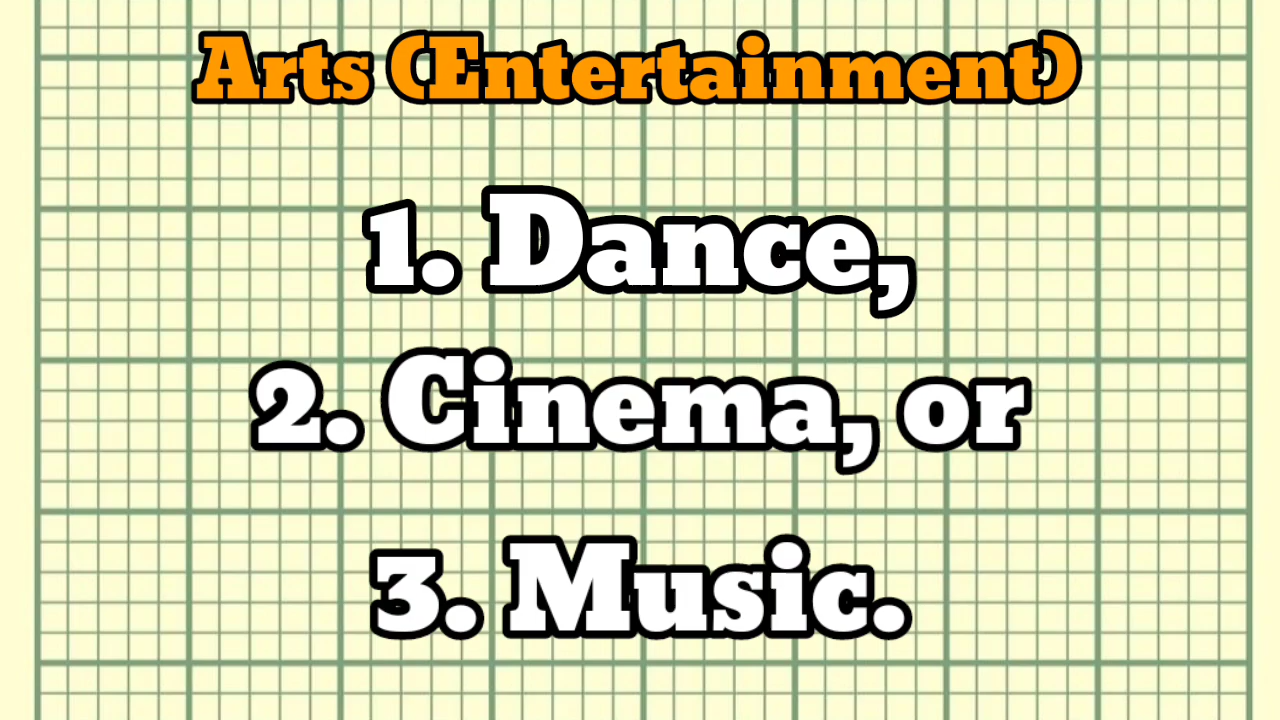 Arts (Entertainment)
1. Dance,
2. Cinema, or
3. Music.